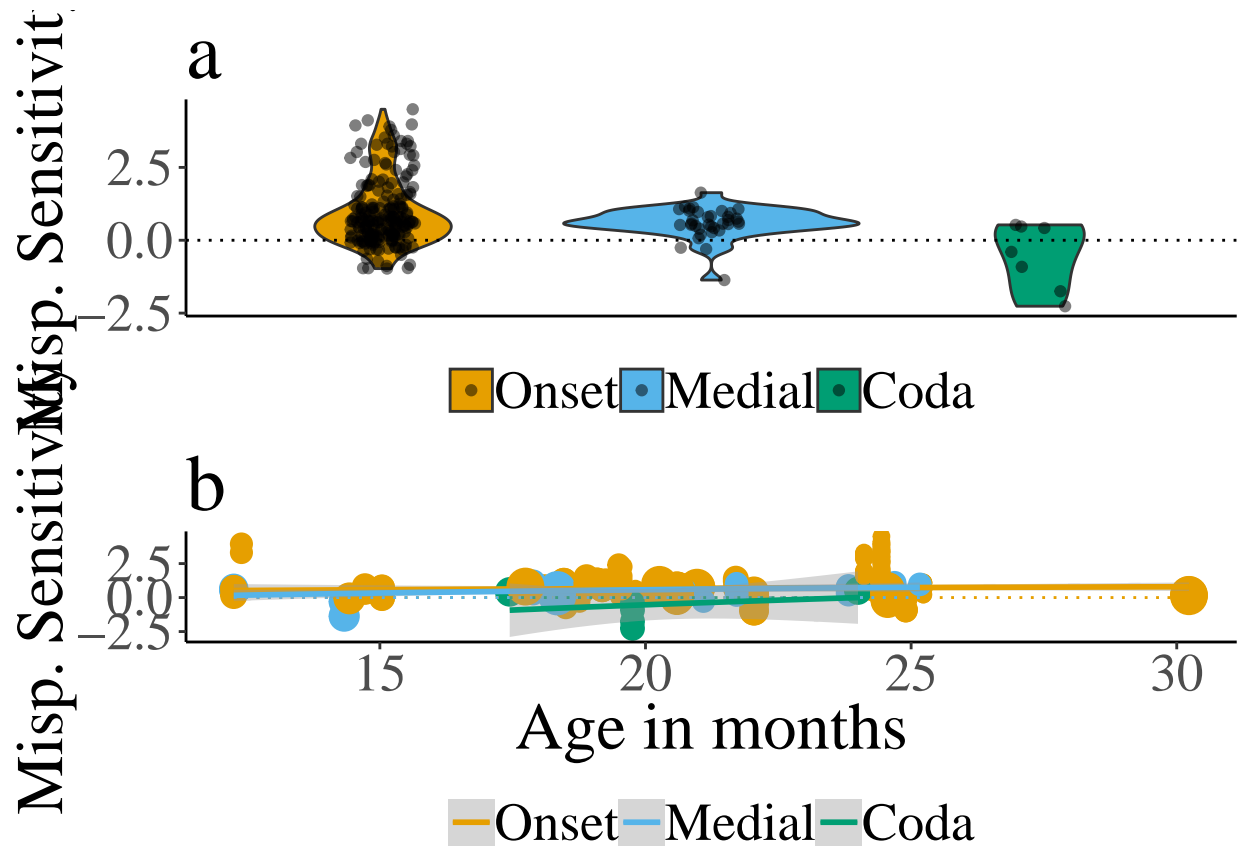 a
Misp. Sensitivity
2.5
0.0
−2.5
Onset Medial Coda
b
Misp. Sensitivity
2.5
0.0
−2.5
15 20 25 30
Age in months
Onset Medial Coda